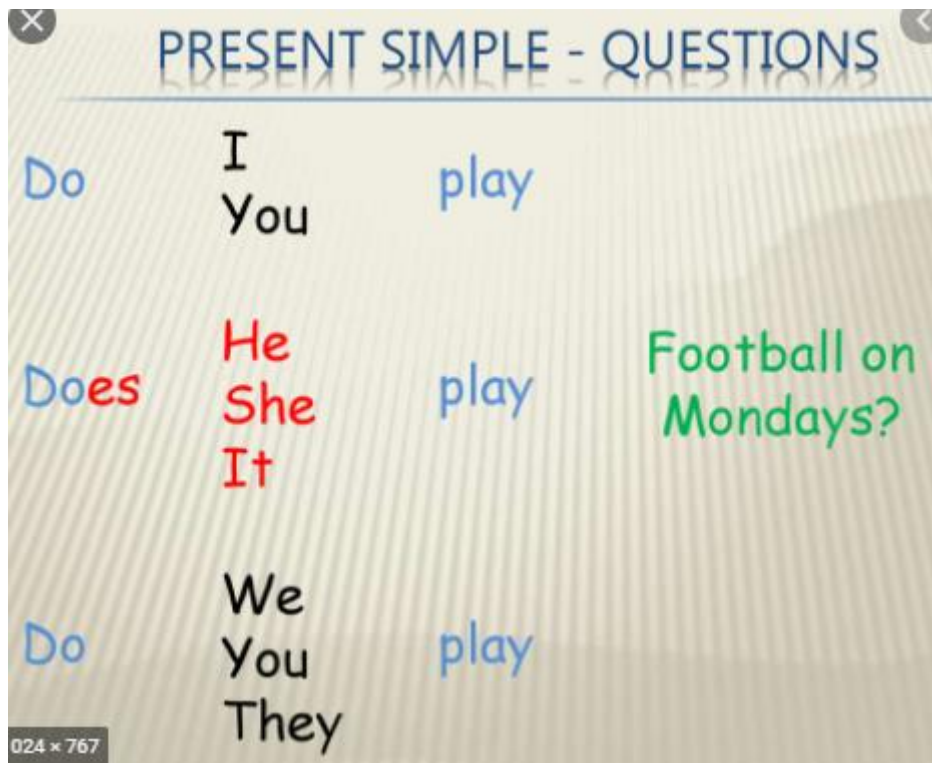 PRESENT SIMPLE - QUESTIONS
Do
I
You
play
Does
He
She
It
play
Football on
Mondays?
Do
We
You
They
play
024 × 767